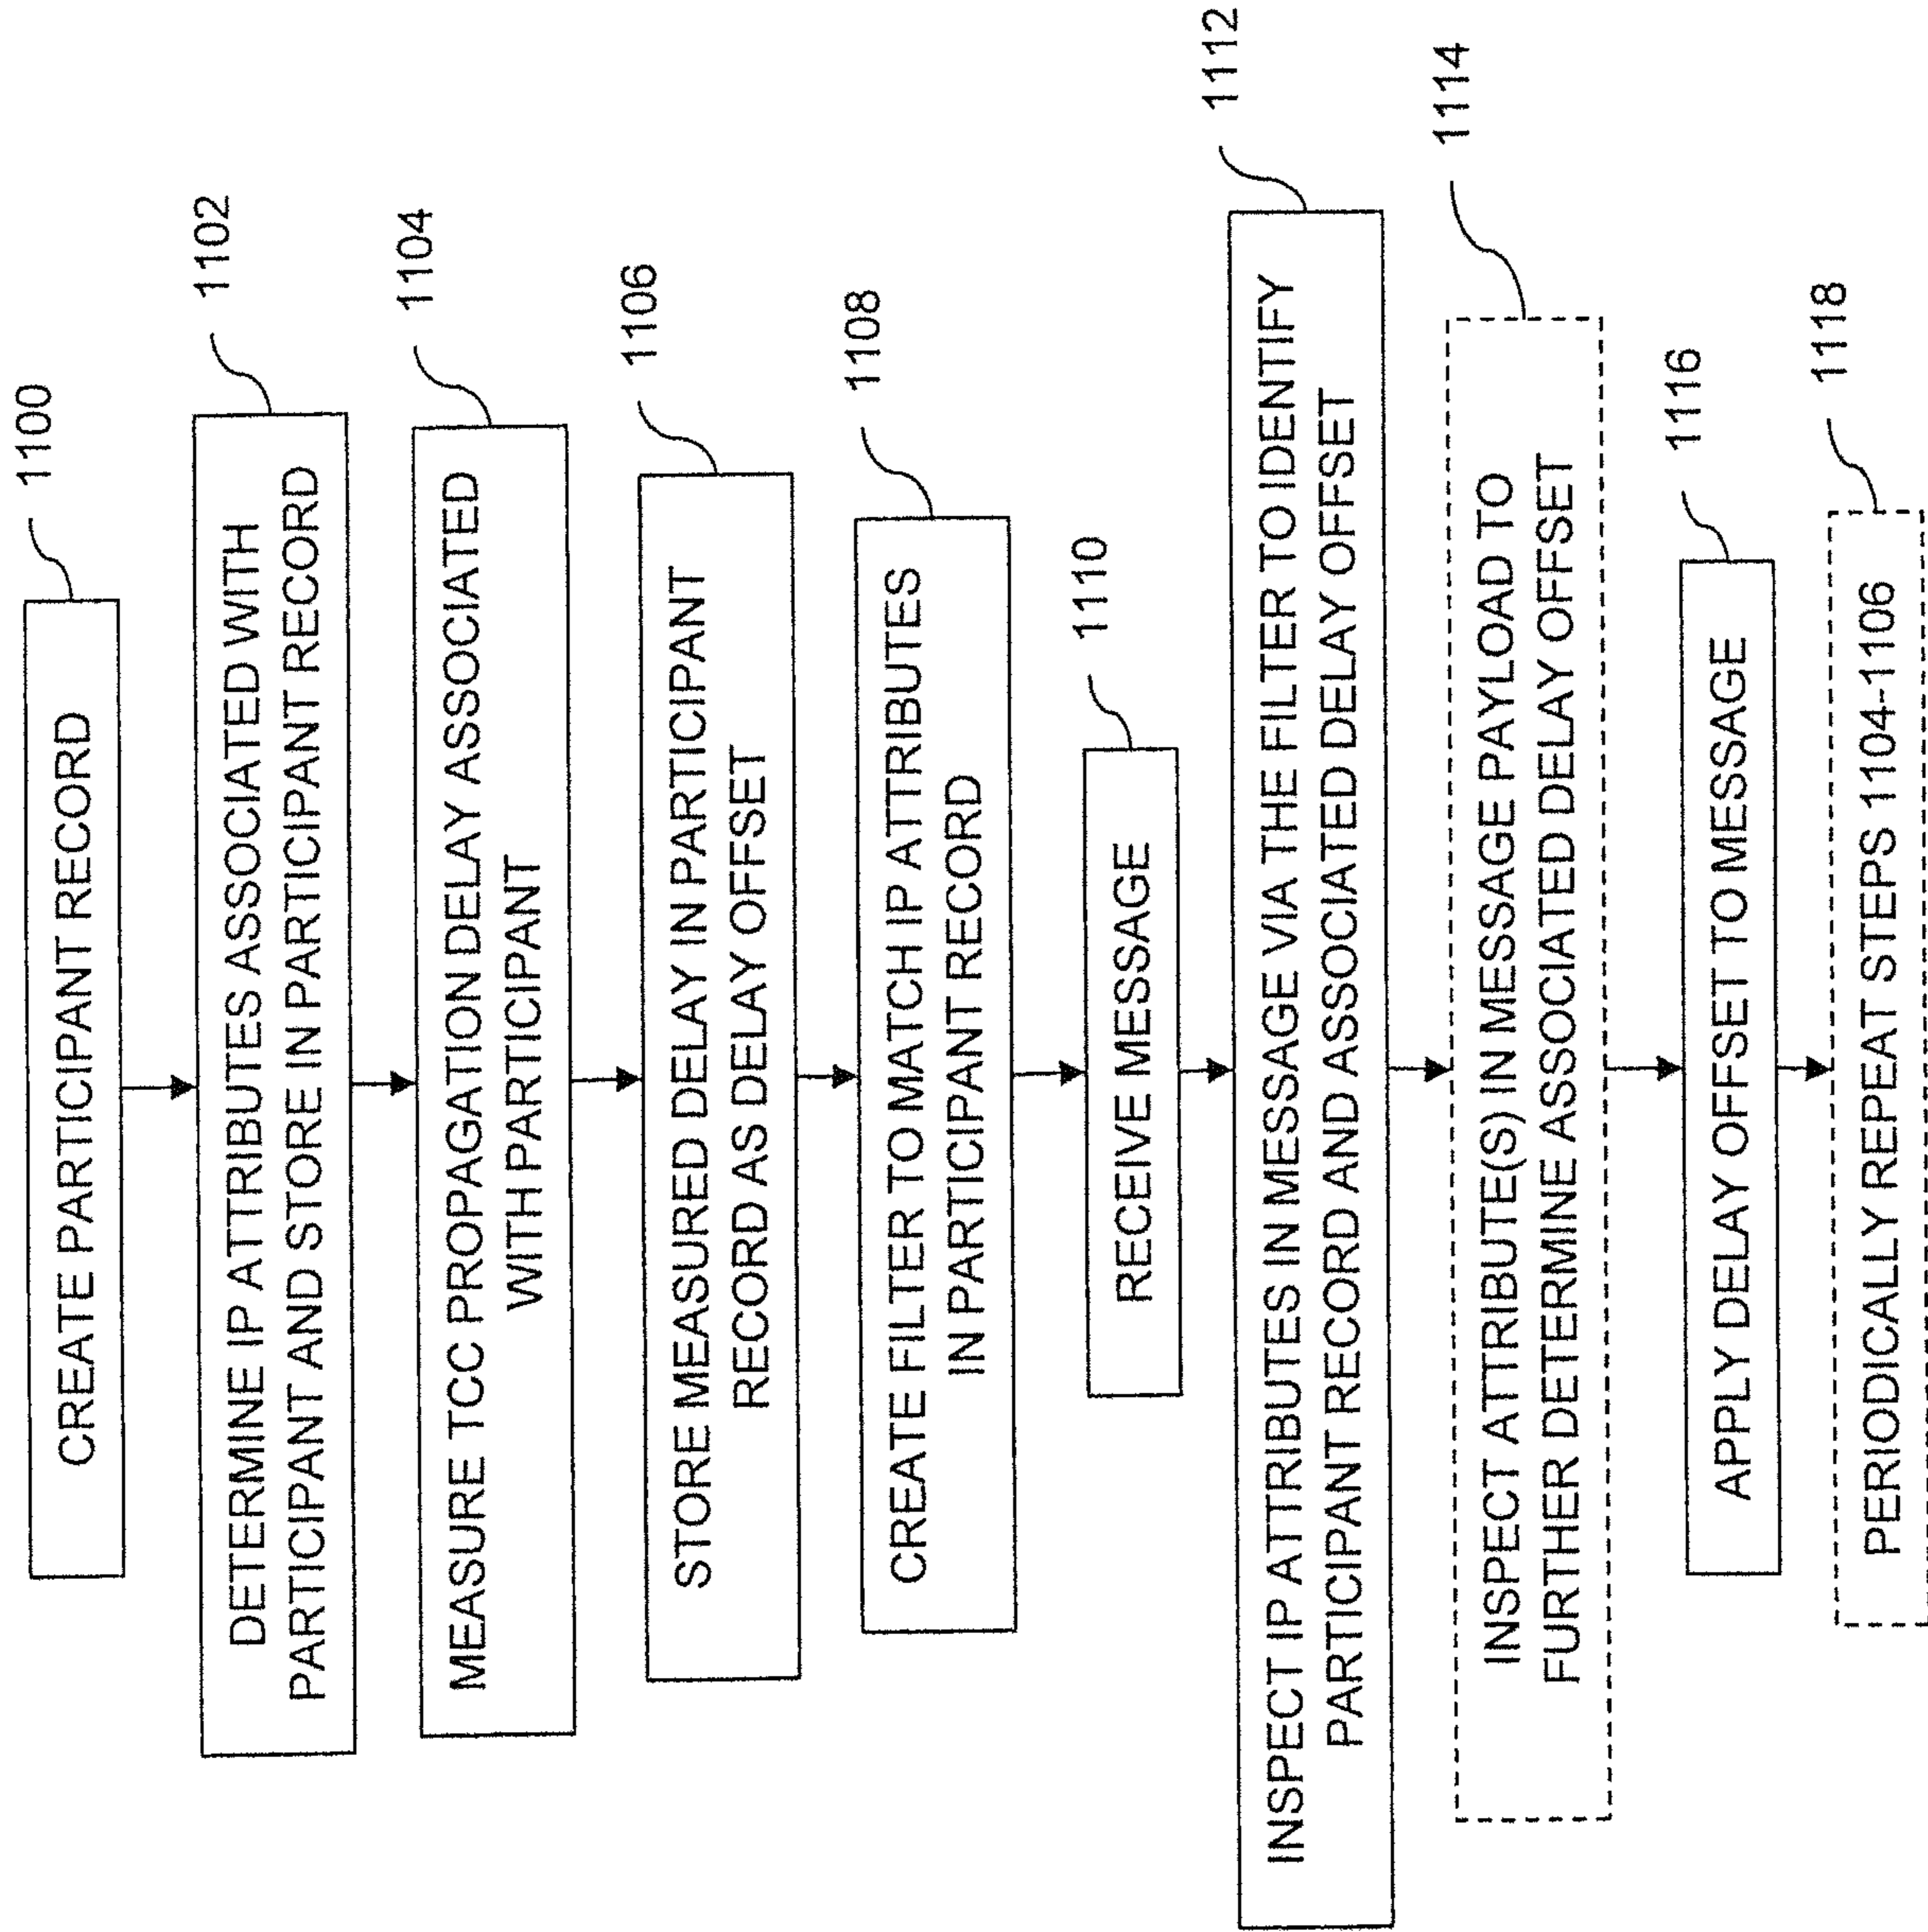 CREATE PARTICIPANT RECORD
1100
DETERMINE IP ATTRIBUTES ASSOCIATED WITH
PARTICIPANT AND STORE IN PARTICIPANT RECORD
1102
MEASURE TCC PROPAGATION DELAY ASSOCIATED
WITH PARTICIPANT
1104
STORE MEASURED DELAY IN PARTICIPANT
RECORD AS DELAY OFFSET
1106
CREATE FILTER TO MATCH IP ATTRIBUTES
IN PARTICIPANT RECORD
1108
RECEIVE MESSAGE
1110
INSPECT IP ATTRIBUTES IN MESSAGE VIA THE FILTER TO IDENTIFY
PARTICIPANT RECORD AND ASSOCIATED DELAY OFFSET
1112
INSPECT ATTRIBUTE(S) IN MESSAGE PAYLOAD TO
FURTHER DETERMINE ASSOCIATED DELAY OFFSET
1114
APPLY DELAY OFFSET TO MESSAGE
1116
PERIODICALLY REPEAT STEPS 1104-1106
1118